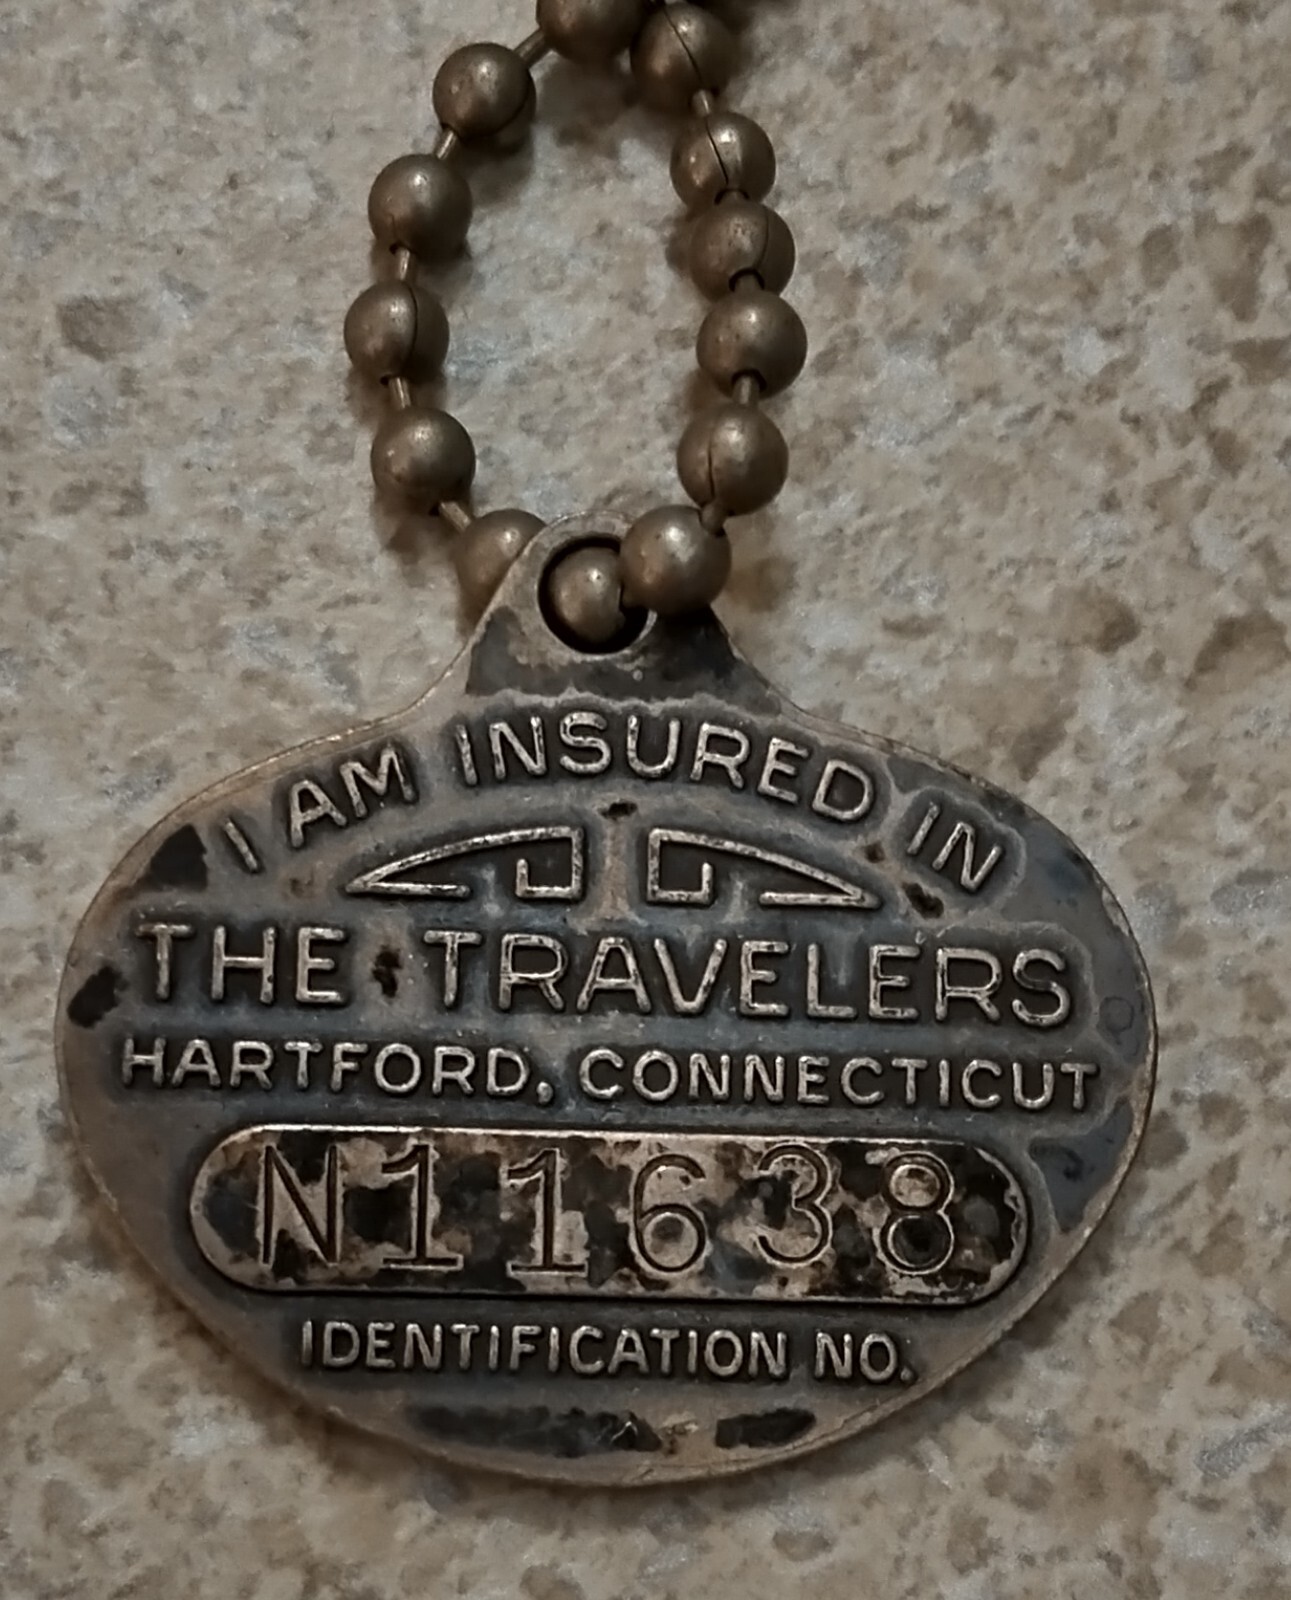 I AM INSURED IN
THE TRAVELERS
HARTFORD, CONNECTICUT
N11638
IDENTIFICATION NO.